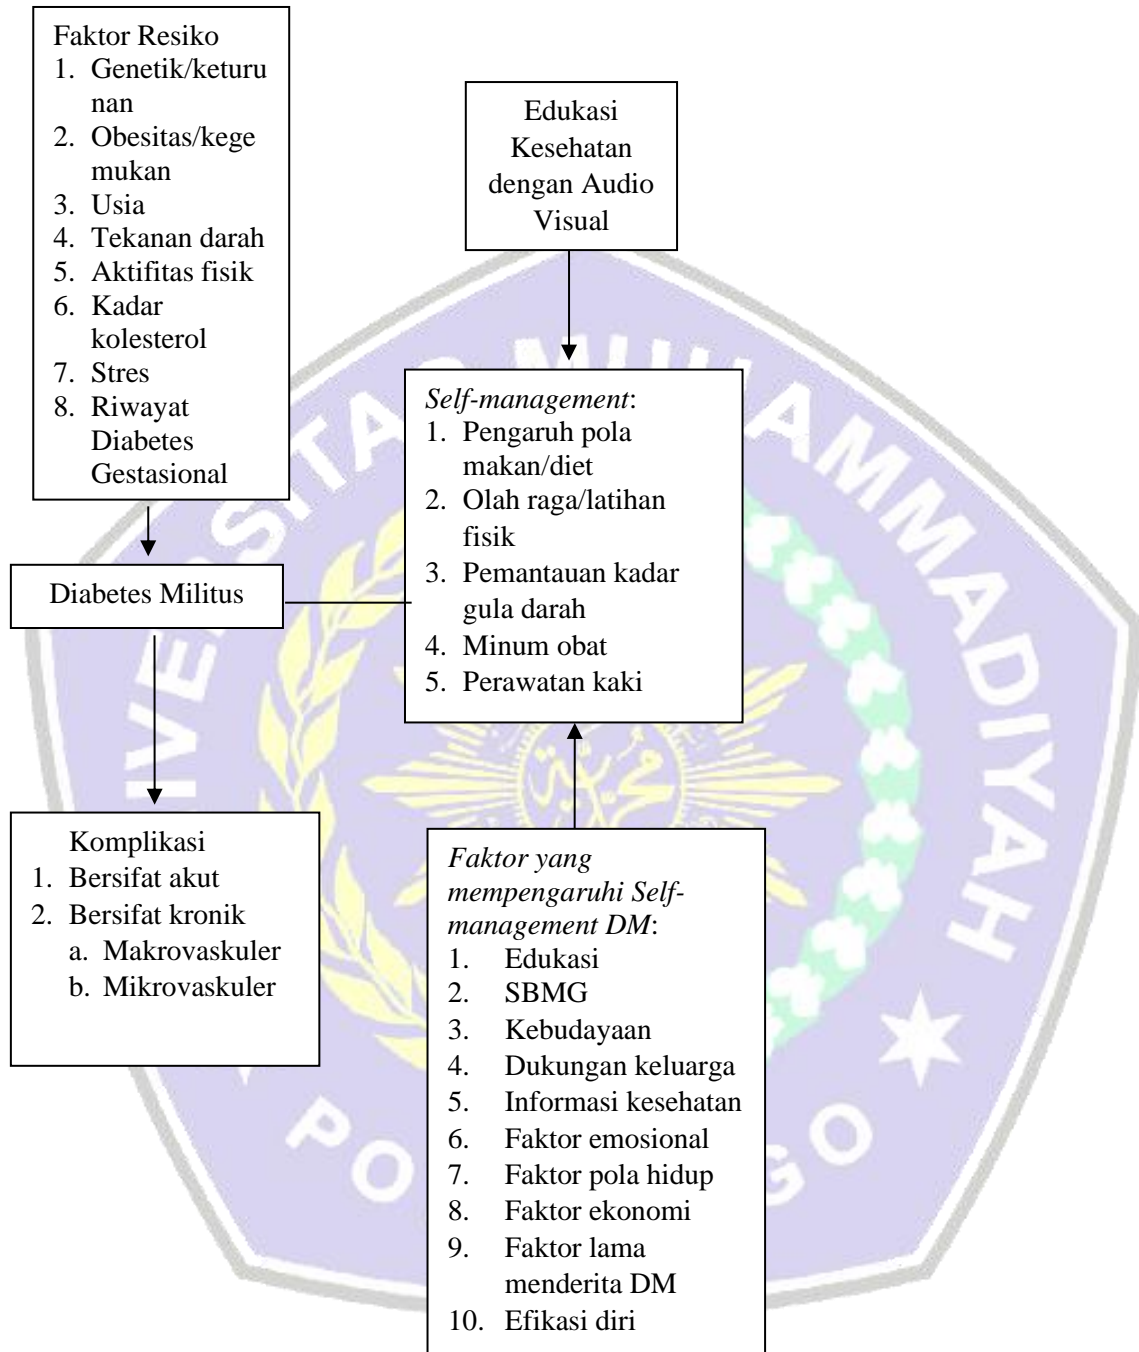 Faktor Resiko
1. Genetik/keturu
nan
2. Obesitas/kege
mukan
3. Usia
4. Tekanan darah
5. Aktifitas fisik
6. Kadar
kolesterol
7. Stres
8. Riwayat
Diabetes
Gestasional
Edukasi
Kesehatan
dengan Audio
Visual
Self-management:
1. Pengaruh pola
makan/diet
2. Olah raga/latihan
fisik
3. Pemantauan kadar
gula darah
4. Minum obat
5. Perawatan kaki
Diabetes Militus
Komplikasi
1. Bersifat akut
2. Bersifat kronik
a. Makrovaskuler
b. Mikrovaskuler
Faktor yang
mempengaruhi Self-
management DM:
1. Edukasi
2. SBMG
3. Kebudayaan
4. Dukungan keluarga
5. Informasi kesehatan
6. Faktor emosional
7. Faktor pola hidup
8. Faktor ekonomi
9. Faktor lama
menderita DM
10. Efikasi diri